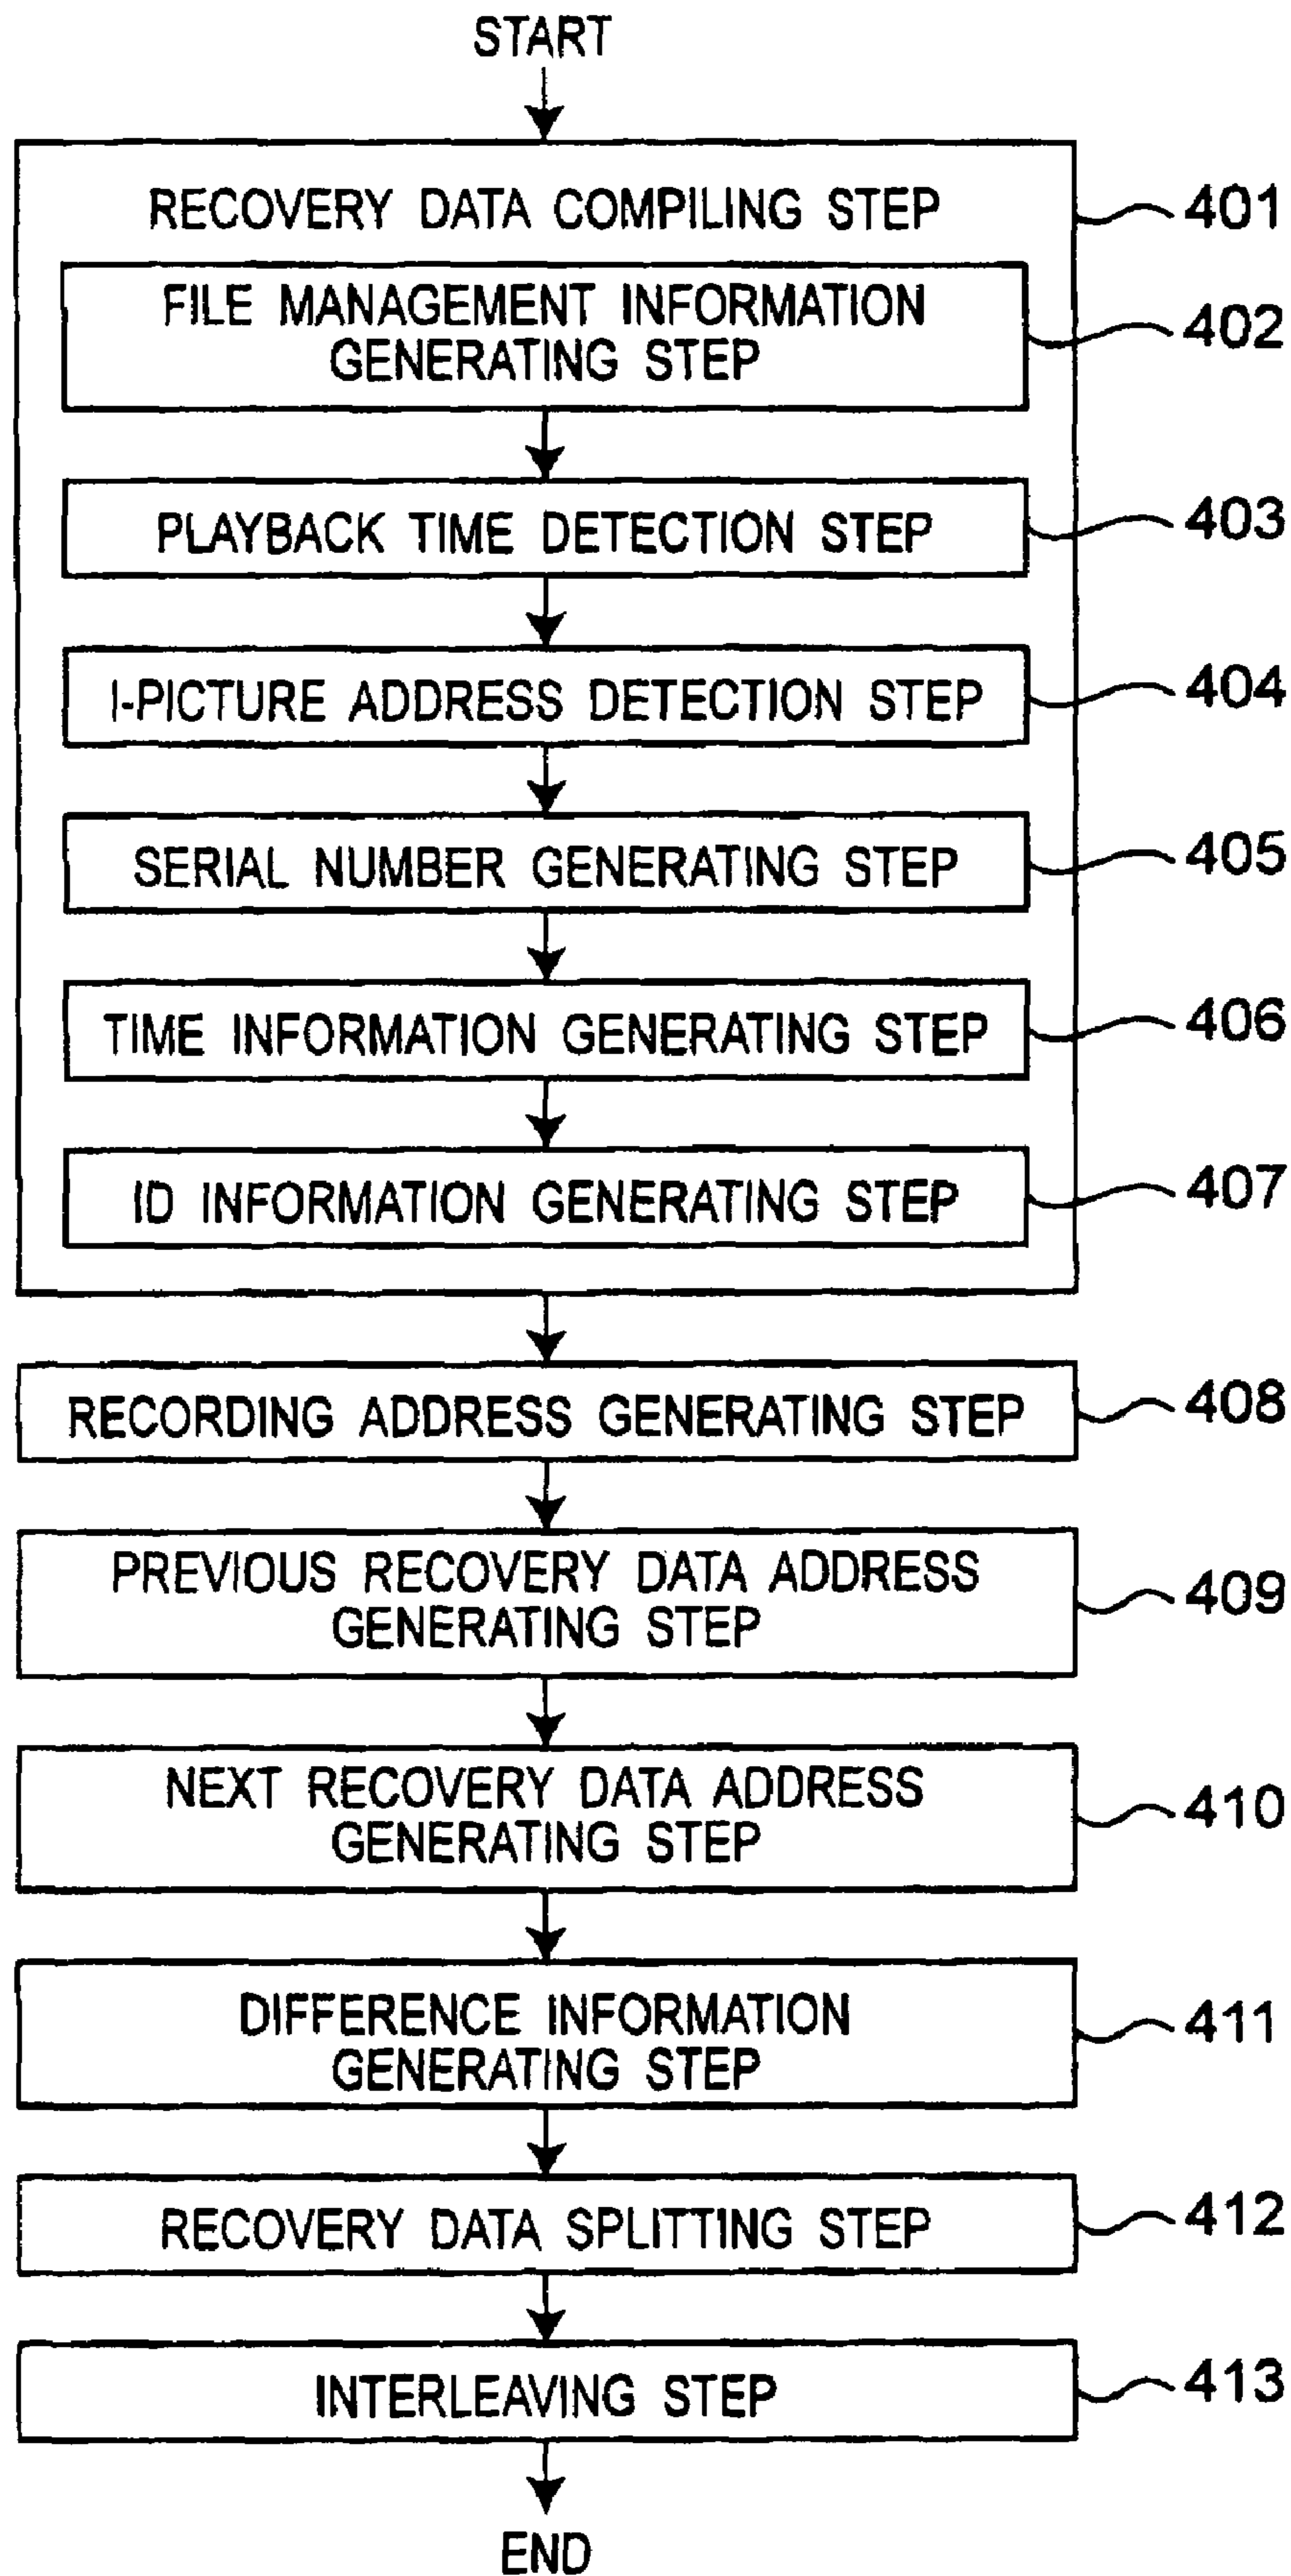 START
RECOVERY DATA COMPILING STEP
401
FILE MANAGEMENT INFORMATION
GENERATING STEP
402
PLAYBACK TIME DETECTION STEP
403
I-PICTURE ADDRESS DETECTION STEP
404
SERIAL NUMBER GENERATING STEP
405
TIME INFORMATION GENERATING STEP
406
ID INFORMATION GENERATING STEP
407
RECORDING ADDRESS GENERATING STEP
408
PREVIOUS RECOVERY DATA ADDRESS
GENERATING STEP
409
NEXT RECOVERY DATA ADDRESS
GENERATING STEP
410
DIFFERENCE INFORMATION
GENERATING STEP
411
RECOVERY DATA SPLITTING STEP
412
INTERLEAVING STEP
413
END